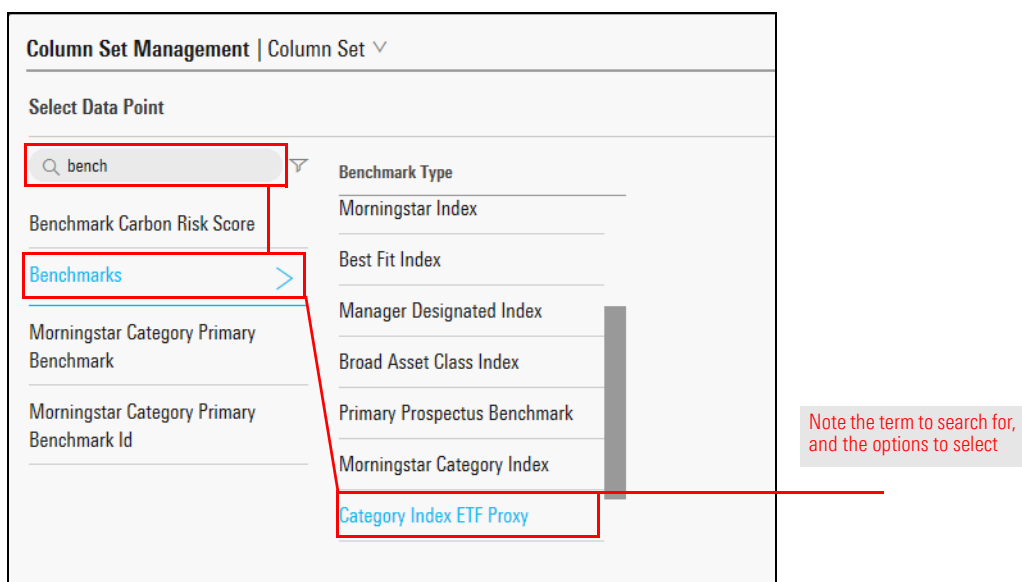 Column Set Management | Column Set
Select Data Point
bench
Benchmark Carbon Risk Score
Benchmarks
Morningstar Category Primary
Benchmark
Morningstar Category Primary
Benchmark Id
Benchmark Type
Morningstar Index
Best Fit Index
Manager Designated Index
Broad Asset Class Index
Primary Prospectus Benchmark
Morningstar Category Index
Category Index ETF Proxy
Note the term to search for,
and the options to select